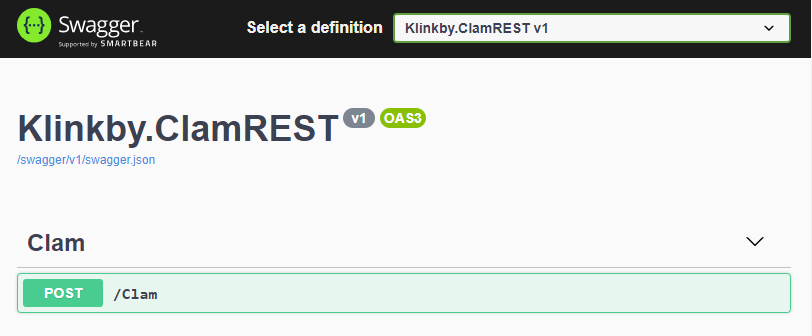 Swagger
Supported by SMARTBEAR
Select a definition
Klinkby.ClamREST v1
Klinkby.ClamREST v1 OAS3
/swagger/v1/swagger.json
Clam
POST /Clam